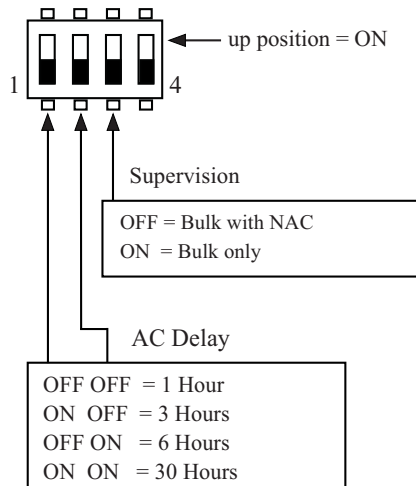 up position = ON
1 4
Supervision
OFF = Bulk with NAC
ON = Bulk only
AC Delay
OFF OFF = 1 Hour
ON OFF = 3 Hours
OFF ON = 6 Hours
ON ON = 30 Hours